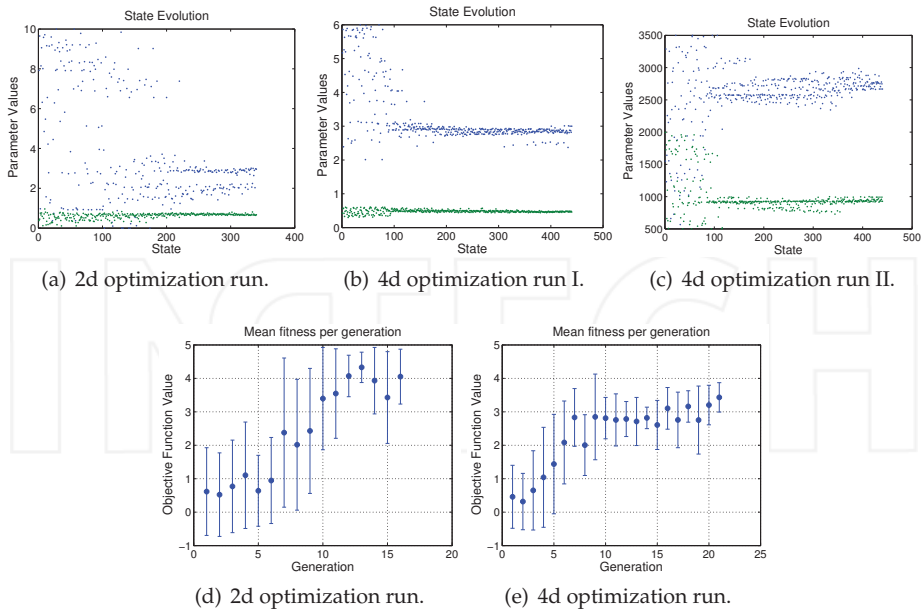 State Evolution
State Evolution
State Evolution
10
8
6
4
2
0
Parameter Values
0 100 200 300 400
State
6
5
4
3
2
1
0
Parameter Values
0 100 200 300 400 500
State
3500
3000
2500
2000
1500
1000
500
Parameter Values
0 100 200 300 400 500
State
(a) 2d optimization run.
(b) 4d optimization run I.
(c) 4d optimization run II.
INTECH
Mean fitness per generation
5
4
3
2
1
0
−1
Objective Function Value
0 5 10 15 20
Generation
Mean fitness per generation
5
4
3
2
1
0
−1
Objective Function Value
0 5 10 15 20 25
Generation
(d) 2d optimization run.
(e) 4d optimization run.